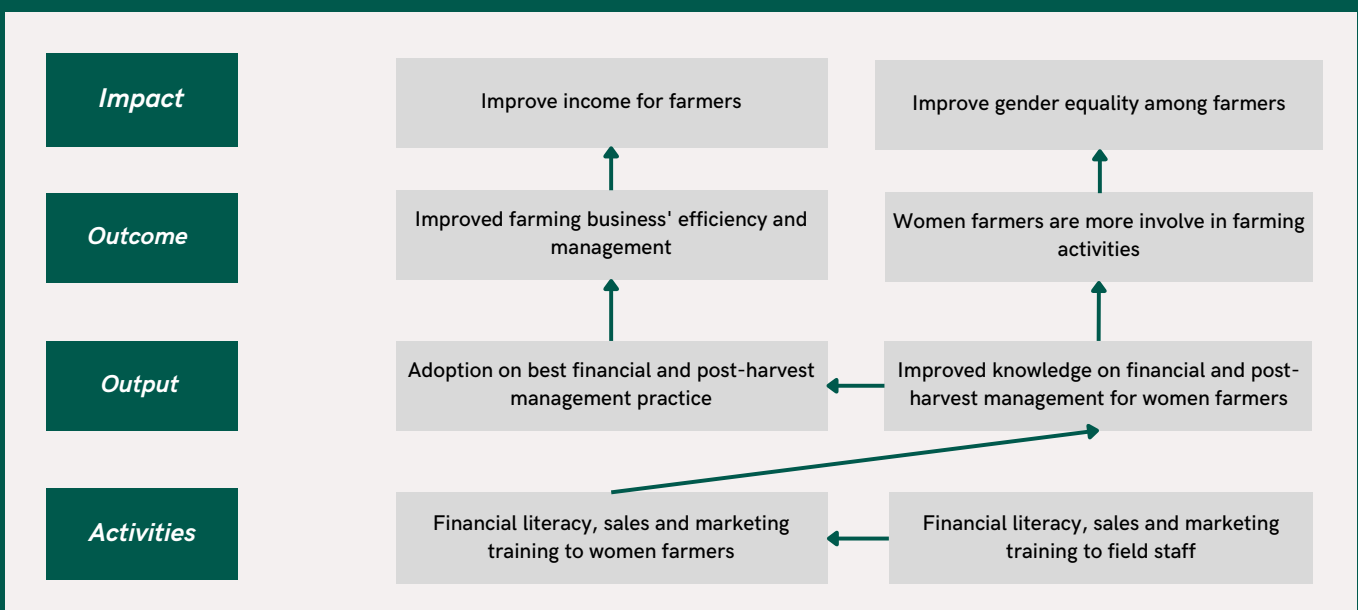 Impact
Improve income for farmers
Improve gender equality among farmers
Outcome
Improved farming business' efficiency and
management
Women farmers are more involve in farming
activities
Output
Adoption on best financial and post-harvest
management practice
Improved knowledge on financial and post-
harvest management for women farmers
Activities
Financial literacy, sales and marketing
training to women farmers
Financial literacy, sales and marketing
training to field staff